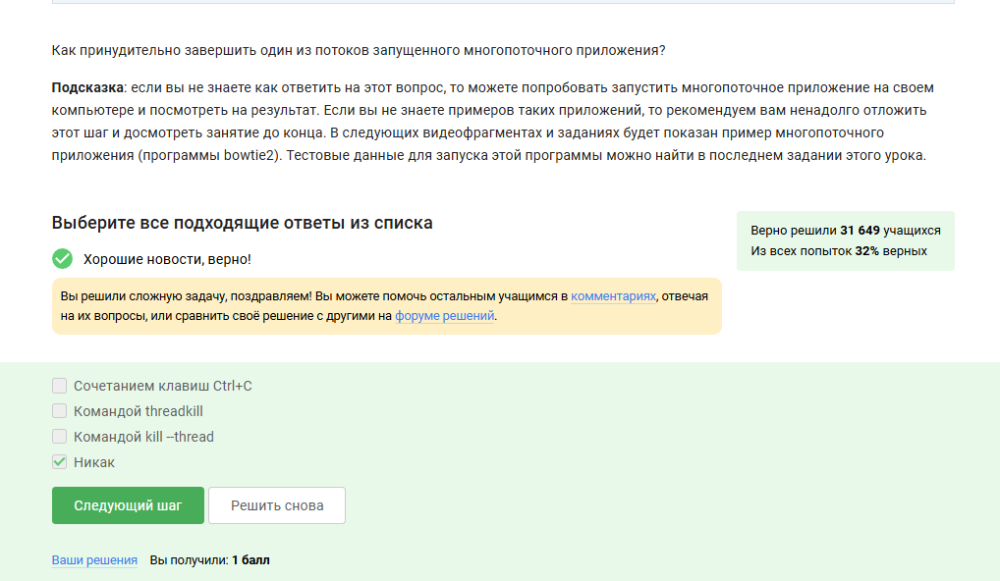 Как принудительно завершить один из потоков запущенного многопоточного приложения?
Подсказка: если вы не знаете как ответить на этот вопрос, то можете попробовать запустить многопоточное приложение на своем
компьютере и посмотреть на результат. Если вы не знаете примеров таких приложений, то рекомендуем вам ненадолго отложить
этот шаг и досмотреть занятие до конца. В следующих видеофрагментах и заданиях будет показан пример многопоточного
приложения (программы bowtie2). Тестовые данные для запуска этой программы можно найти в последнем задании этого урока.
Выберите все подходящие ответы из списка
Верно решили 31 649 учащихся
Из всех попыток 32% верных
Хорошие новости, верно!
Вы решили сложную задачу, поздравляем! Вы можете помочь остальным учащимся в комментариях, отвечая
на их вопросы, или сравнить своё решение с другими на форуме решений.
Сочетанием клавиш Ctrl+C
Командой threadkill
Командой kill --thread
Никак
Следующий шаг
Решить снова
Ваши решения Вы получили: 1 балл